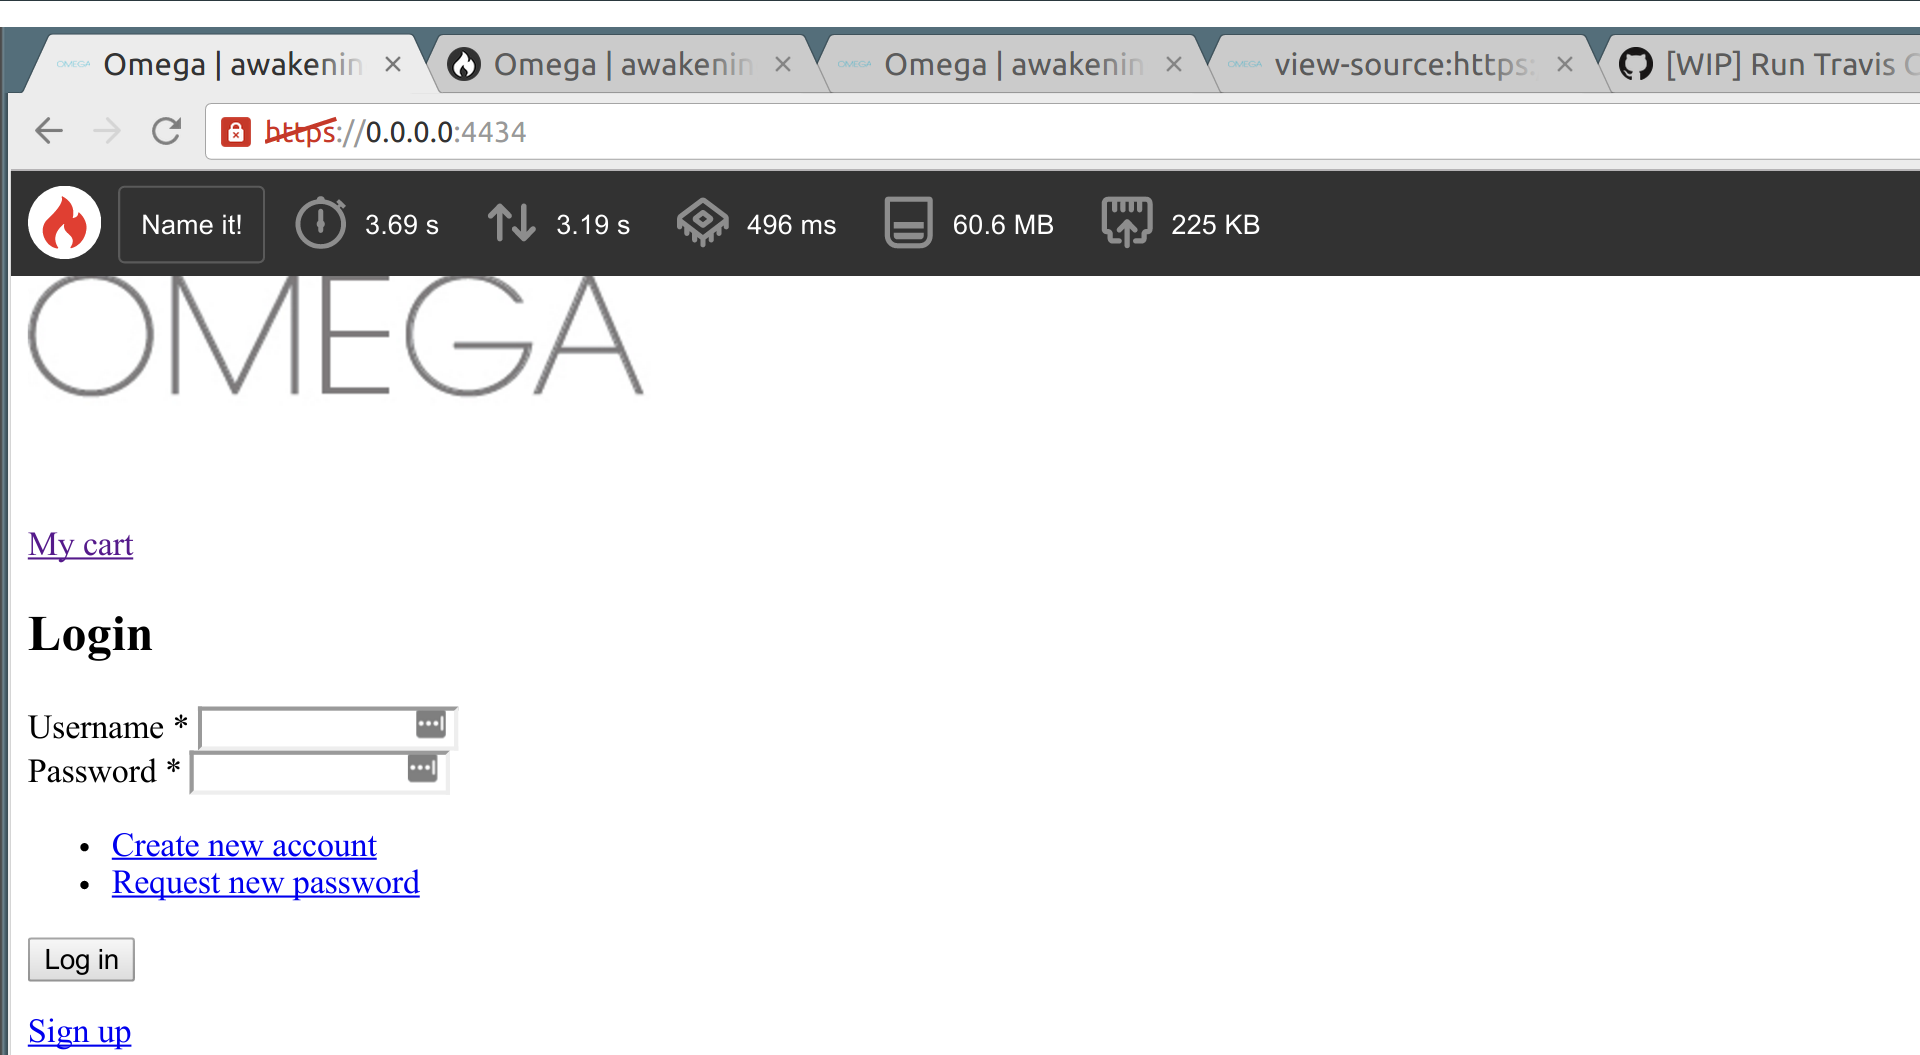 Omega | awakenin
Omega | awakenin
Omega | awakenin
view-source:https:
[WIP] Run Travis C
https://0.0.0.0:4434
Name it!
3.69 s
3.19 s
496 ms
60.6 MB
225 KB
OMEGA
My cart
Login
Username *
Password *
Create new account
Request new password
Log in
Sign up